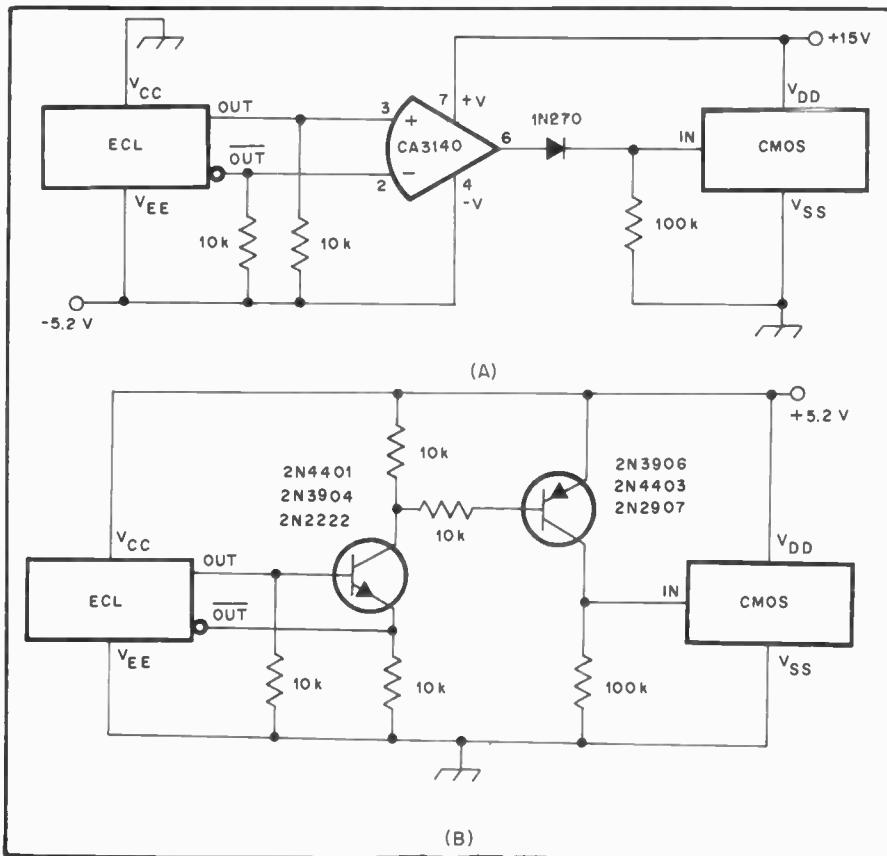 +15V
VCC
VDD
OUT
3
+
7
+V
1N270
ECL
CA3140
6
IN
CMOS
OUT
2
−
4
-V
VEE
VSS
10k
10k
100k
-5.2 V
(A)
+5.2 V
10k
2N4401
2N3904
2N2222
2N3906
2N4403
2N2907
10k
VCC
VDD
OUT
ECL
IN
CMOS
OUT
VEE
VSS
10k
10k
100k
(B)